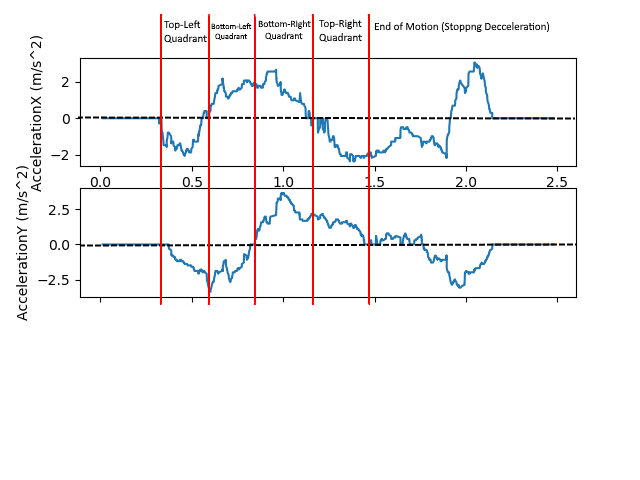 Top-Left
Quadrant
Bottom-Left
Quadrant
Bottom-Right
Quadrant
Top-Right
Quadrant
End of Motion (Stoppng Decceleration)
AccelerationX (m/s^2)
2
0
−2
0.0 0.5 1.0 1.5 2.0 2.5
AccelerationY (m/s^2)
2.5
0.0
−2.5